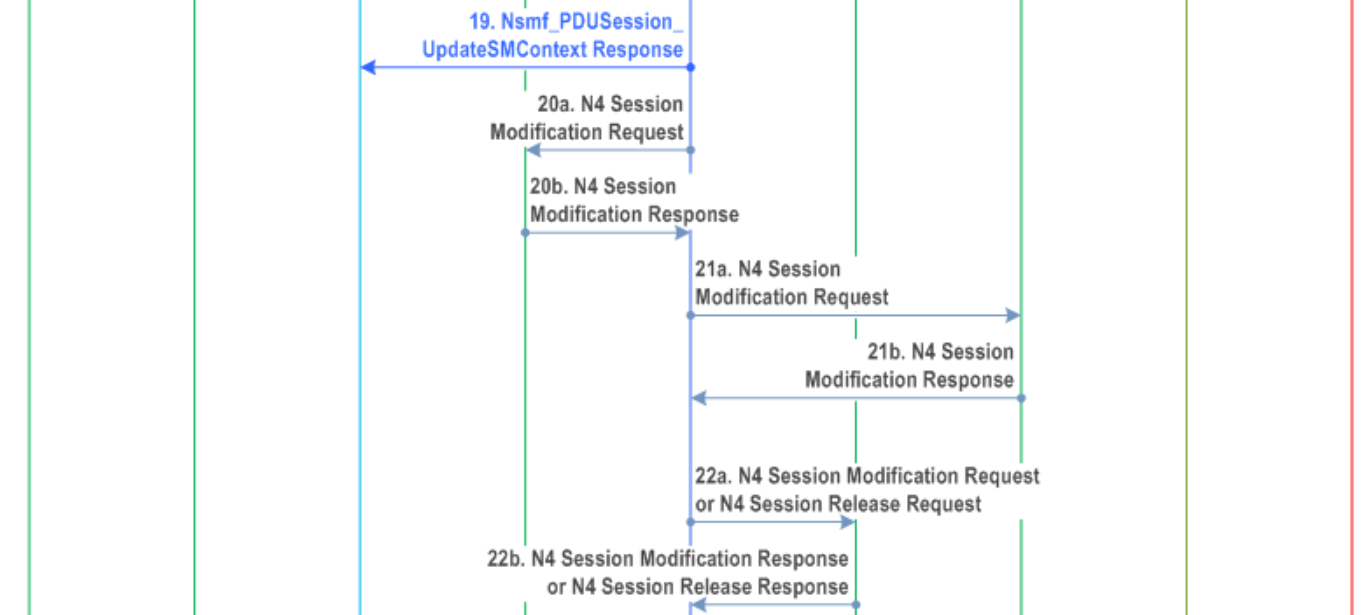 19. Nsmf_PDUSession_
UpdateSMContext Response
20a. N4 Session
Modification Request
20b. N4 Session
Modification Response
21a. N4 Session
Modification Request
21b. N4 Session
Modification Response
22a. N4 Session Modification Request
or N4 Session Release Request
22b. N4 Session Modification Response
or N4 Session Release Response